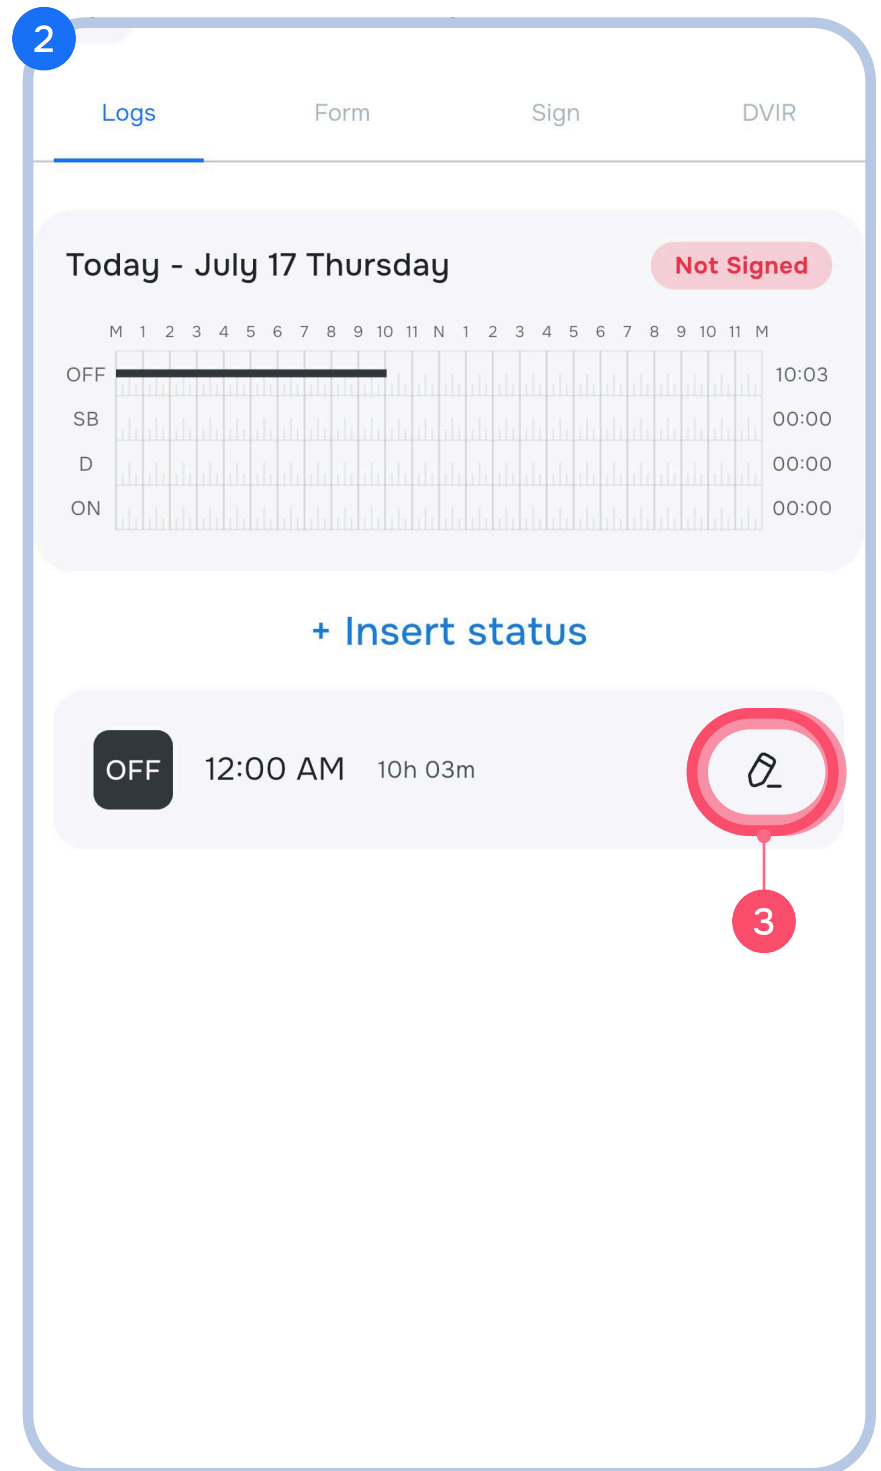 2
Logs Form Sign DVIR
Today - July 17 Thursday Not Signed
M 1 2 3 4 5 6 7 8 9 10 11 N 1 2 3 4 5 6 7 8 9 10 11 M
OFF 10:03
SB 00:00
D 00:00
ON 00:00
+ Insert status
OFF 12:00 AM 10h 03m
3